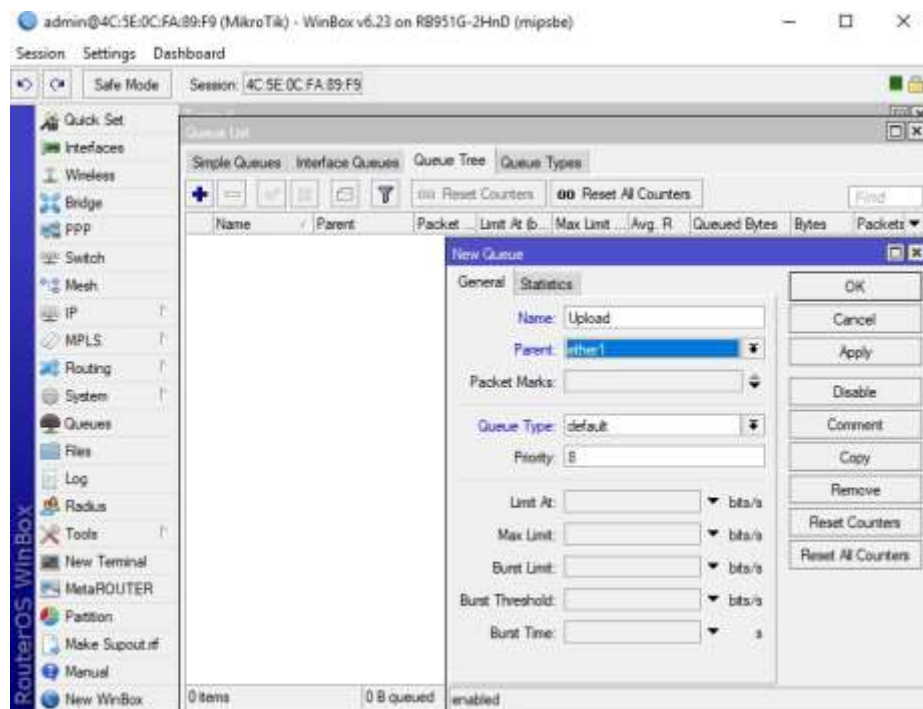 admin@4C:5E:0C:FA:89:F9 (MikroTik) - WinBox v6.23 on RB951G-2HnD (mipsbe)
Session Settings Dashboard
Safe Mode Session: 4C:5E:0C:FA:89:F9
Quick Set
Interfaces
Wireless
Bridge
PPP
Switch
Mesh
IP
MPLS
Routing
System
Queues
Files
Log
Radius
Tools
New Terminal
MetaROUTER
Partition
Make Supout.rif
Manual
New WinBox
RouterOS WinBox
Queue List
Simple Queues Interface Queues Queue Tree Queue Types
00 Reset Counters 00 Reset All Counters Find
Name Parent Packet ... Limit At (b... Max Limit ... Avg. R... Queued Bytes Bytes Packets
0 items 0 B queued
New Queue
General Statistics
Name: Upload
Parent: ether1
Packet Marks:
Queue Type: default
Priority: 8
Limit At: bits/s
Max Limit: bits/s
Burst Limit: bits/s
Burst Threshold: bits/s
Burst Time: s
enabled
OK
Cancel
Apply
Disable
Comment
Copy
Remove
Reset Counters
Reset All Counters